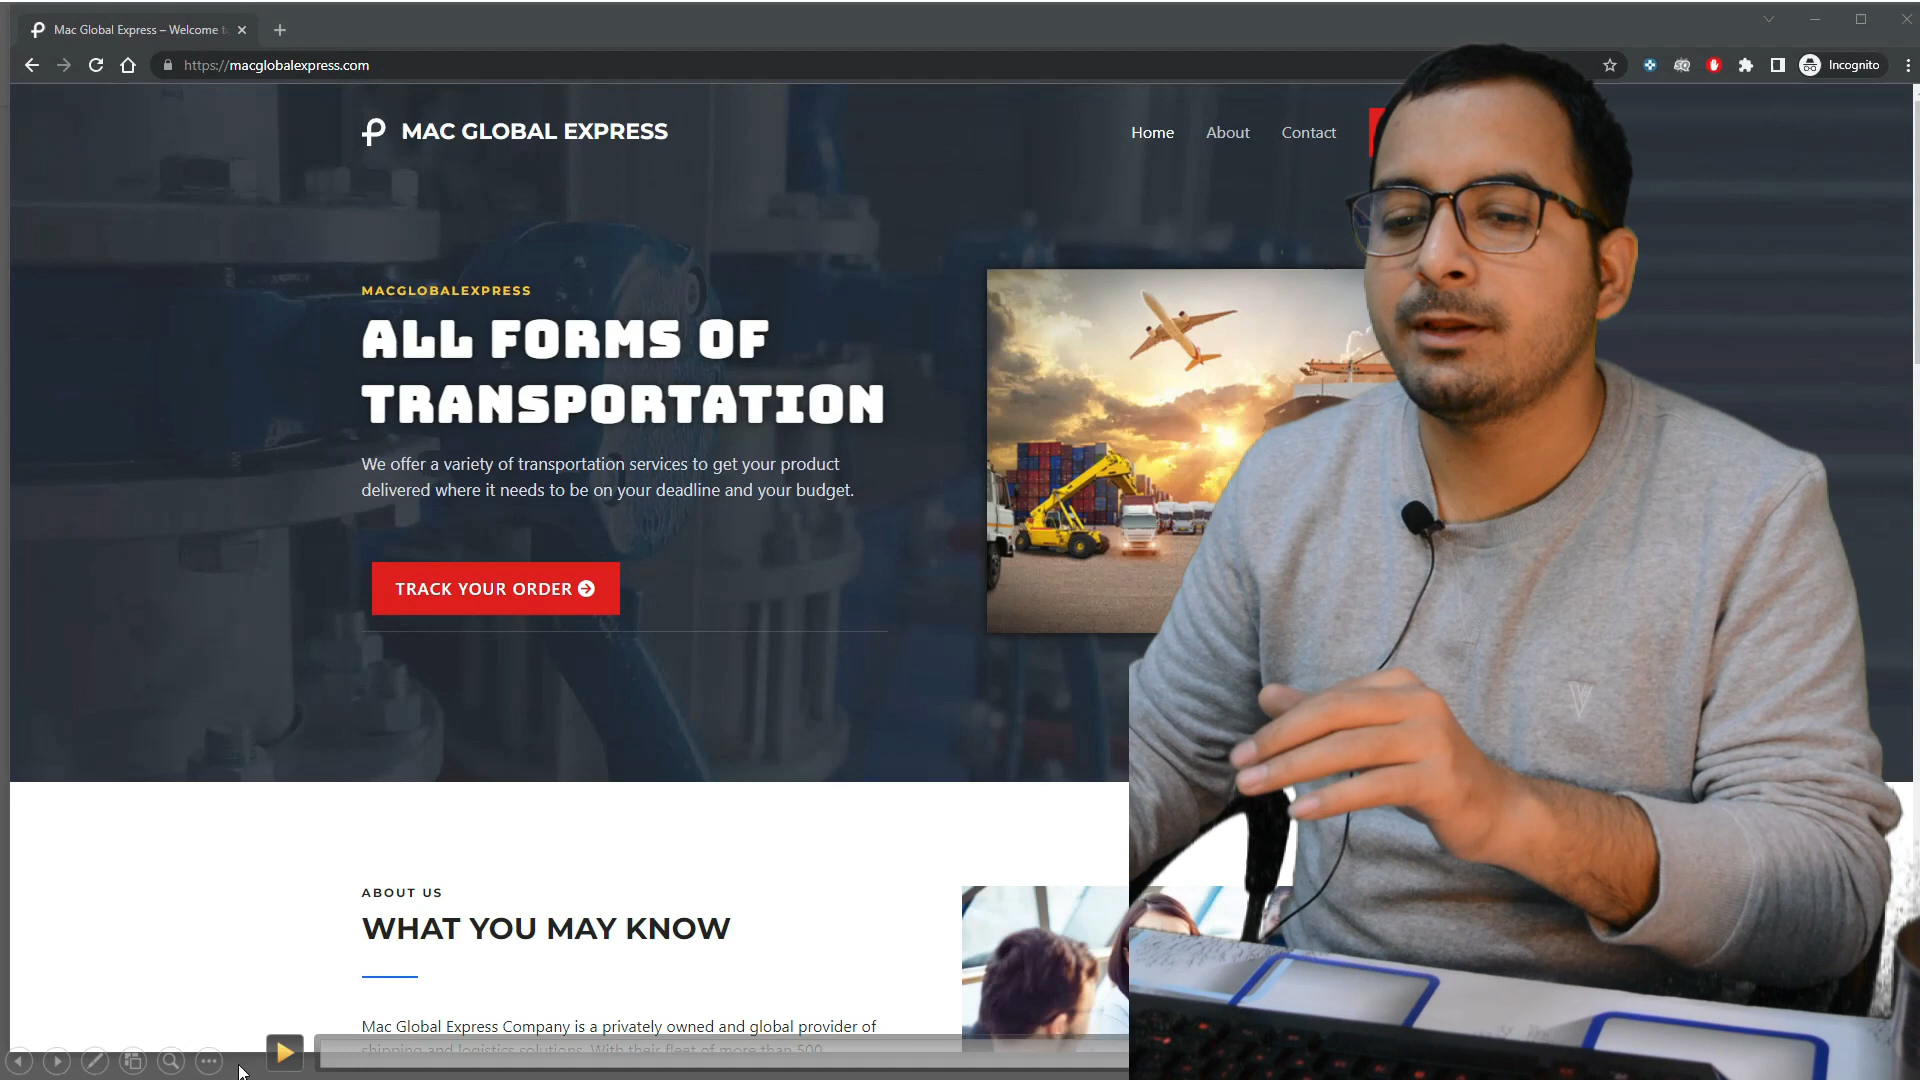 Mac Global Express – Welcome t
https://macglobalexpress.com
Incognito
MAC GLOBAL EXPRESS
Home
About
Contact
MACGLOBALEXPRESS
ALL FORMS OF
TRANSPORTATION
We offer a variety of transportation services to get your product
delivered where it needs to be on your deadline and your budget.
TRACK YOUR ORDER
ABOUT US
WHAT YOU MAY KNOW
Mac Global Express Company is a privately owned and global provider of
shipping and logistics solutions. With their fleet of more than 500